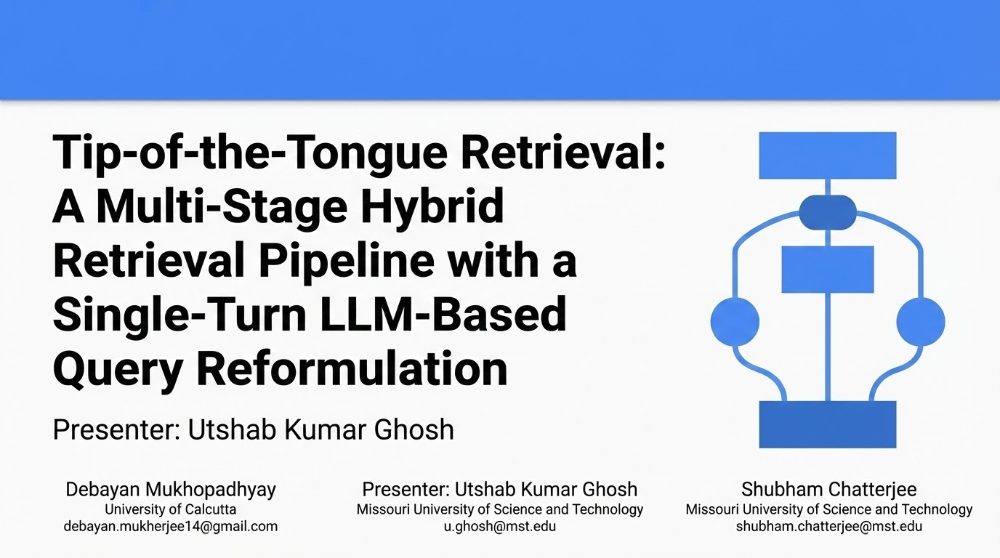 Tip-of-the-Tongue Retrieval:
A Multi-Stage Hybrid
Retrieval Pipeline with a
Single-Turn LLM-Based
Query Reformulation
Presenter: Utshab Kumar Ghosh
Debayan Mukhopadhyay
University of Calcutta
debayan.mukherjee14@gmail.com
Presenter: Utshab Kumar Ghosh
Missouri University of Science and Technology
u.ghosh@mst.edu
Shubham Chatterjee
Missouri University of Science and Technology
shubham.chatterjee@mst.edu